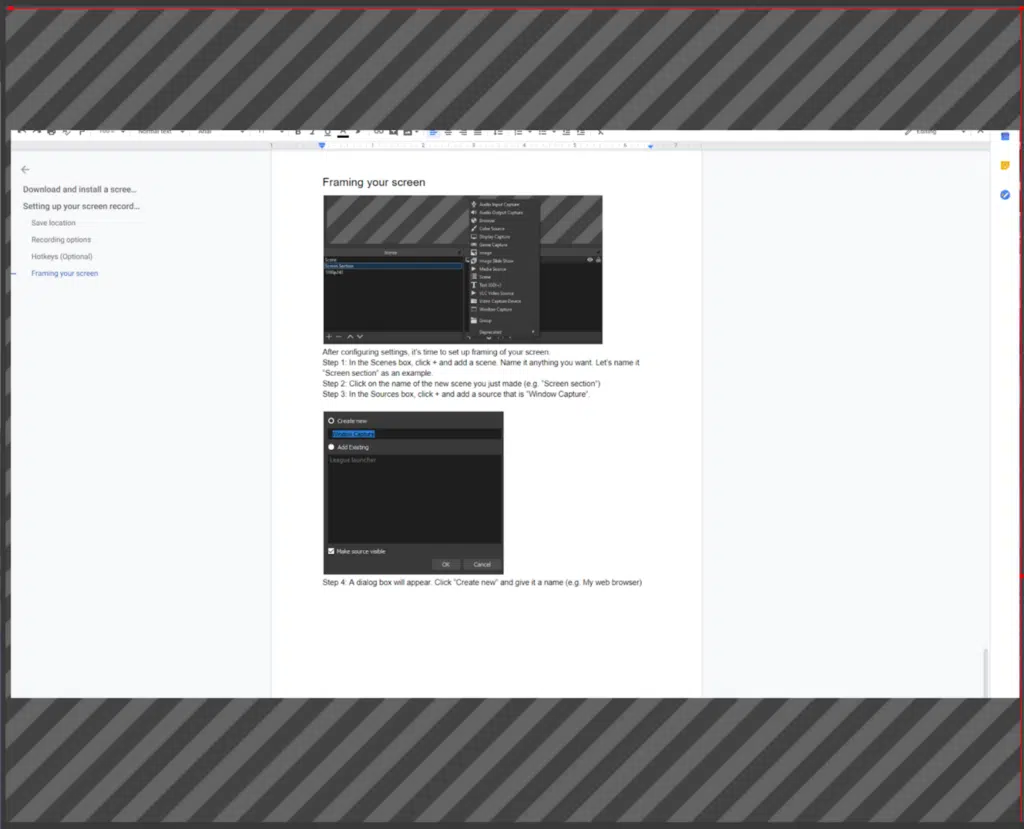 100%
Normal text
Arial
11
Editing
1 1 2 3 4 5 6 7
Download and install a scree...
Setting up your screen record...
Save location
Recording options
Hotkeys (Optional)
Framing your screen
Framing your screen
Audio Input Capture
Audio Output Capture
Browser
Color Source
Display Capture
Game Capture
Image
Image Slide Show
Media Source
Scene
Text (GDI+)
VLC Video Source
Video Capture Device
Window Capture
Group
Deprecated
Scenes
Scene
Screen Section
After configuring settings, it's time to set up framing of your screen.
Step 1: In the Scenes box, click + and add a scene. Name it anything you want. Let's name it
"Screen section" as an example.
Step 2: Click on the name of the new scene you just made (e.g. "Screen section")
Step 3: In the Sources box, click + and add a source that is "Window Capture".
Create new
Window Capture
Add Existing
League launcher
Make source visible
OK
Cancel
Step 4: A dialog box will appear. Click "Create new" and give it a name (e.g. My web browser)